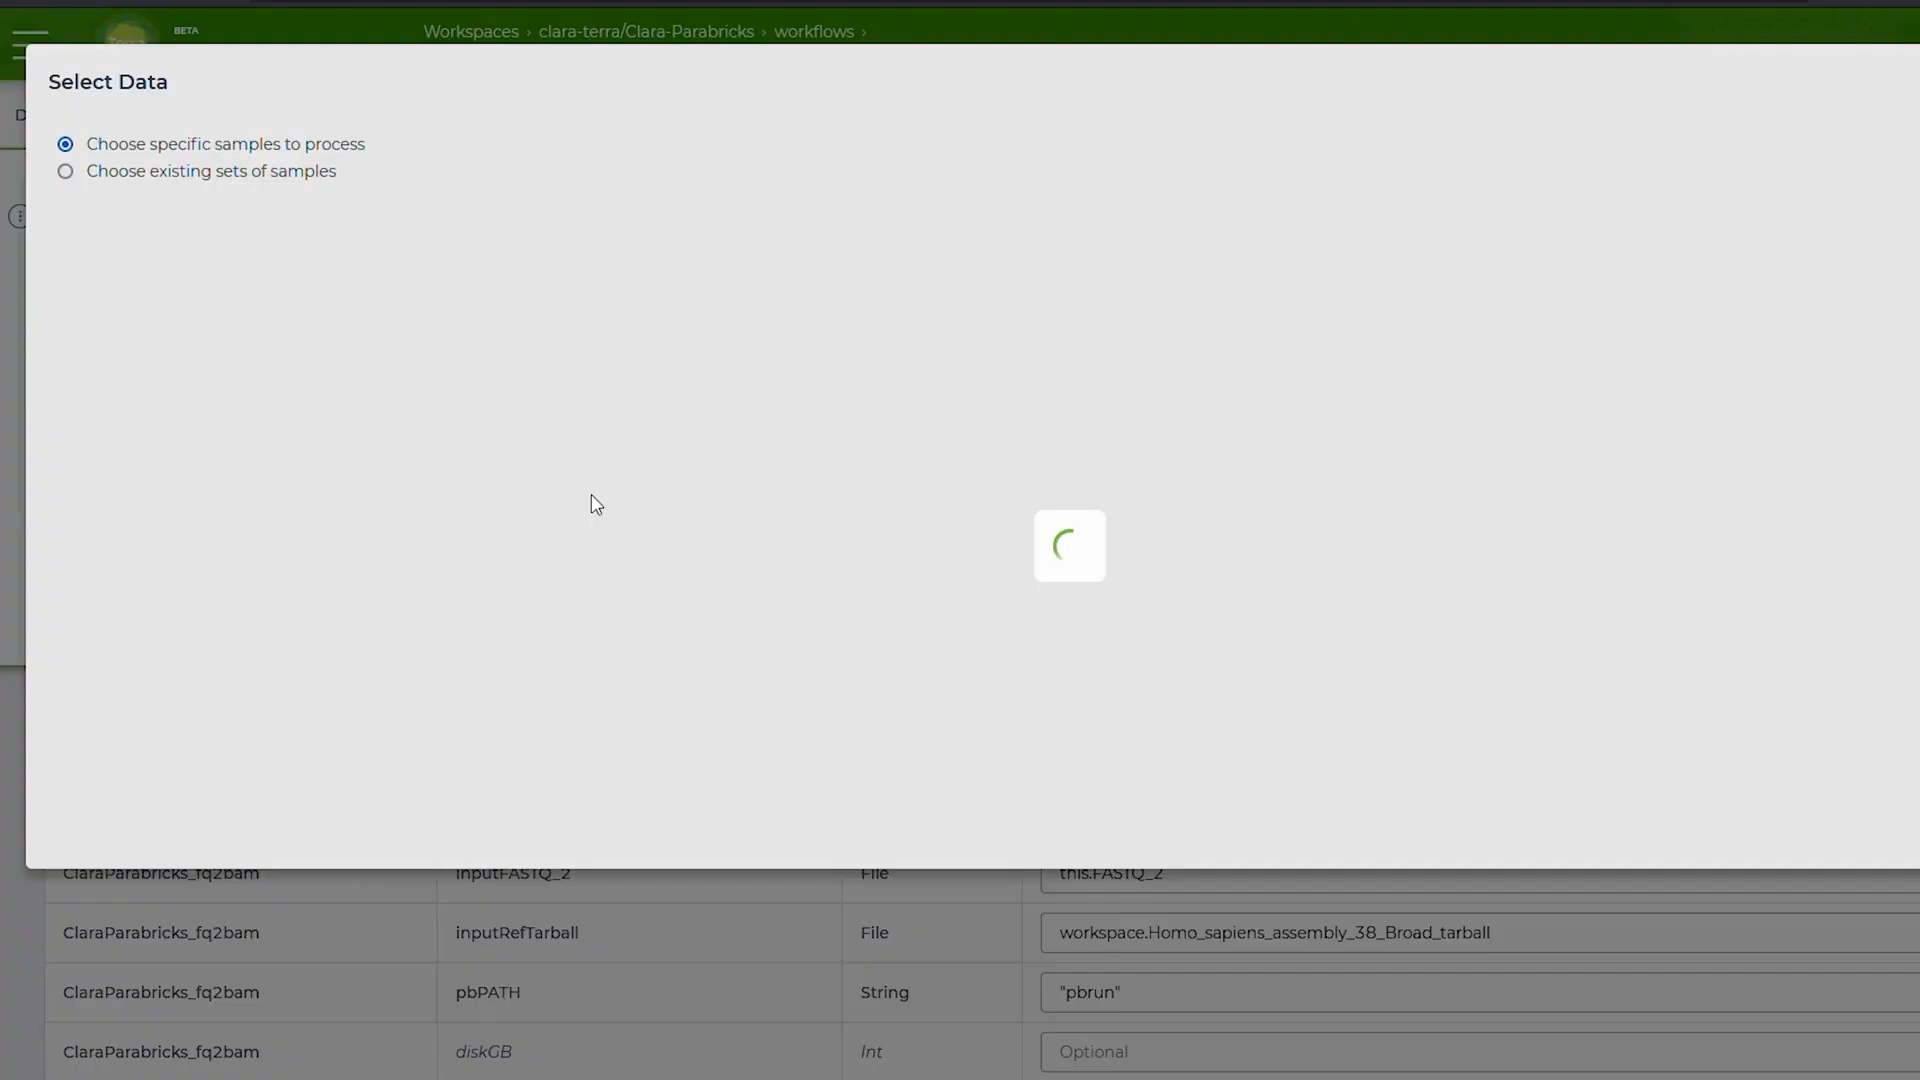 BETA
Workspaces › clara-terra/Clara-Parabricks › workflows ›
Select Data
D
Choose specific samples to process
Choose existing sets of samples
ClaraParabricks_fq2bam inputFASTQ_2 File this.FASTQ_2
ClaraParabricks_fq2bam inputRefTarball File workspace.Homo_sapiens_assembly_38_Broad_tarball
ClaraParabricks_fq2bam pbPATH String "pbrun"
ClaraParabricks_fq2bam diskGB Int Optional